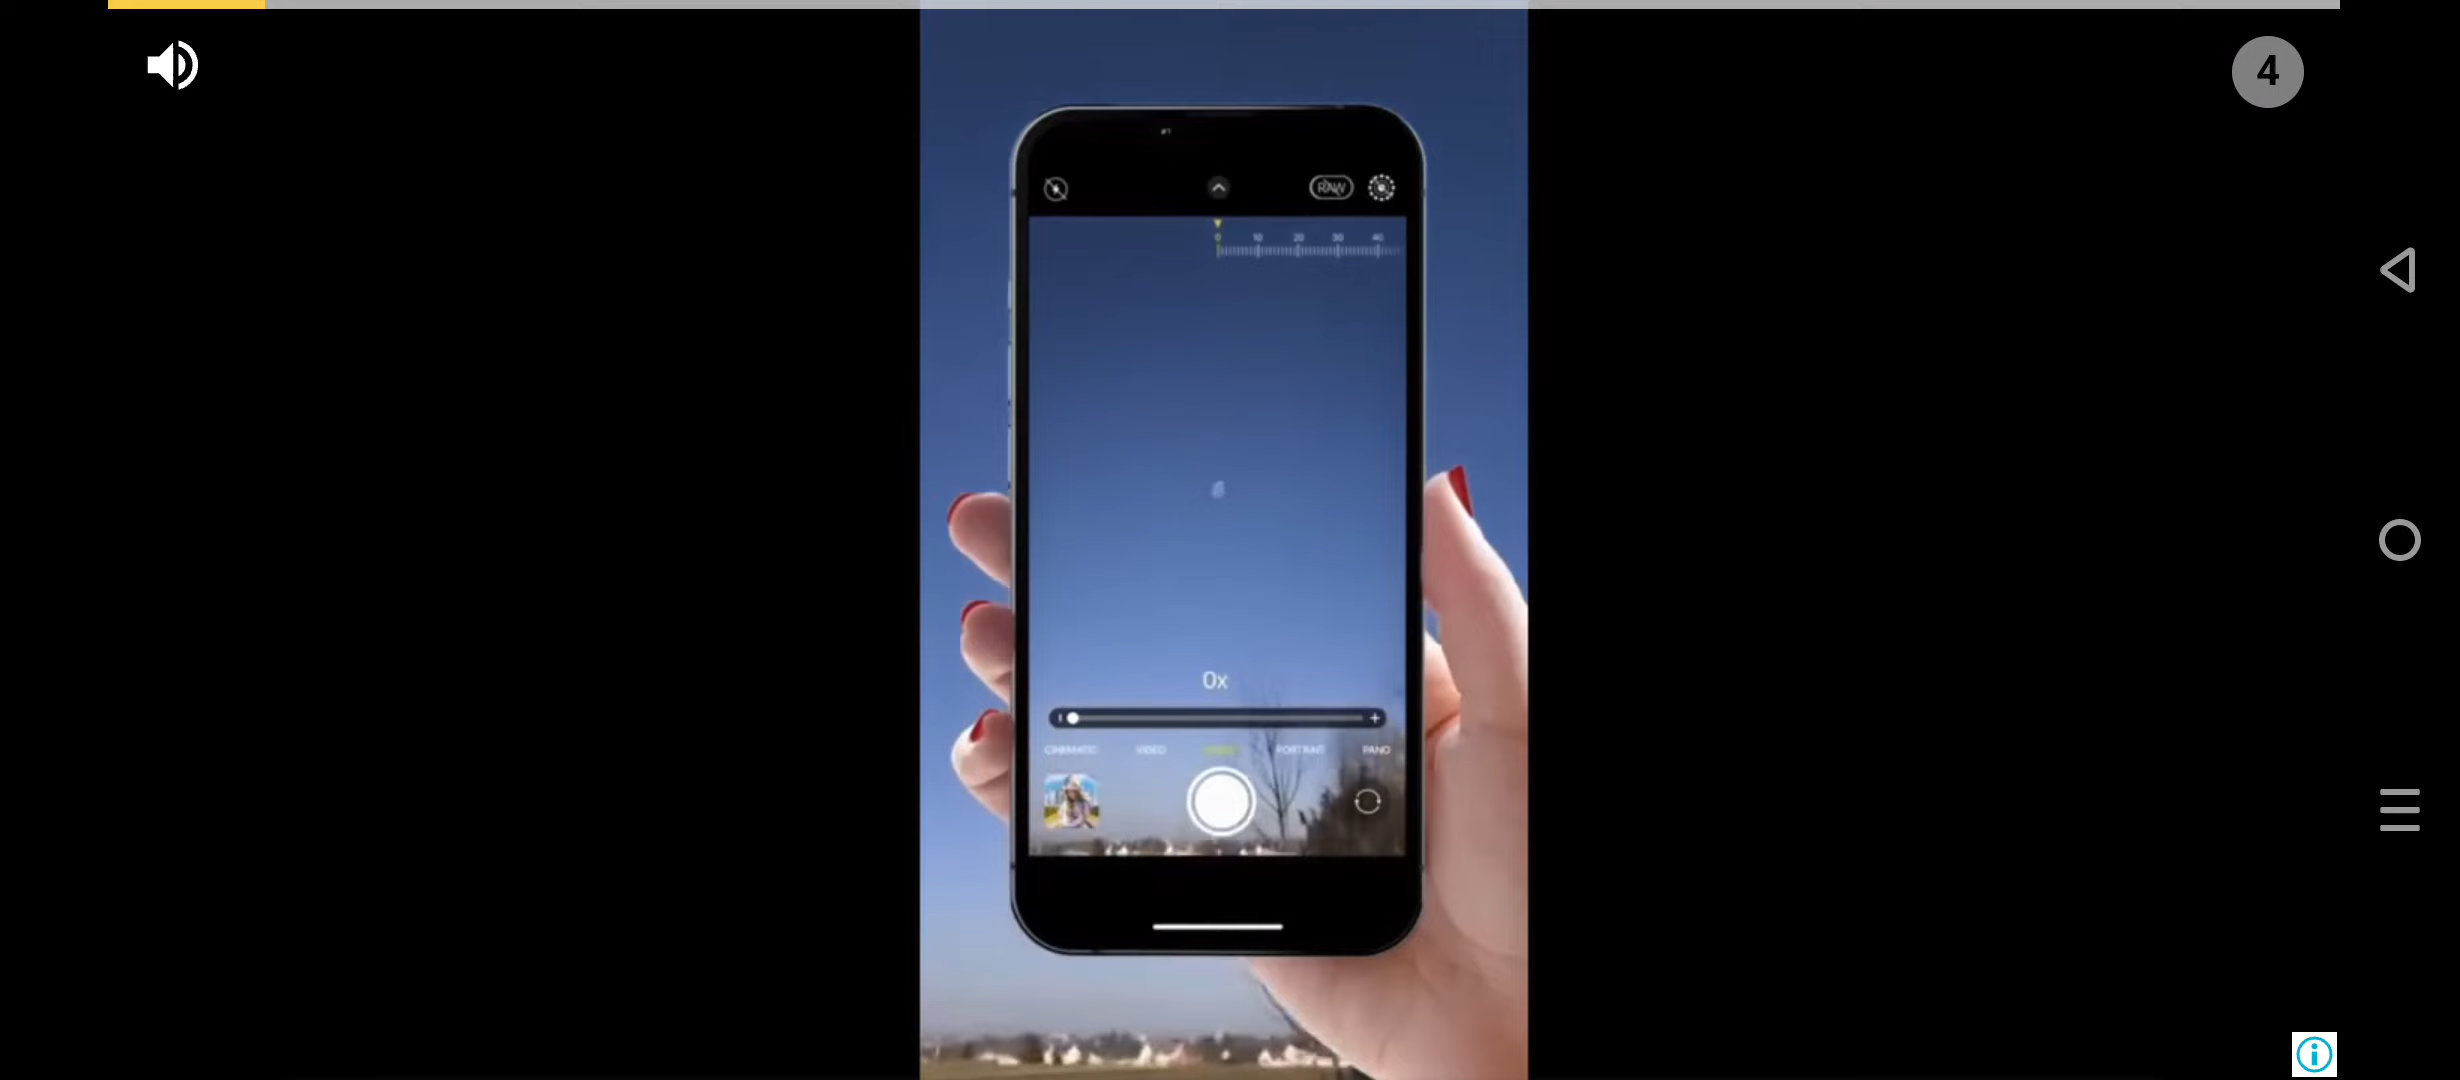 4
RAW
0 10 20 30 40
0x
CINEMATIC VIDEO PORTRAIT PANO